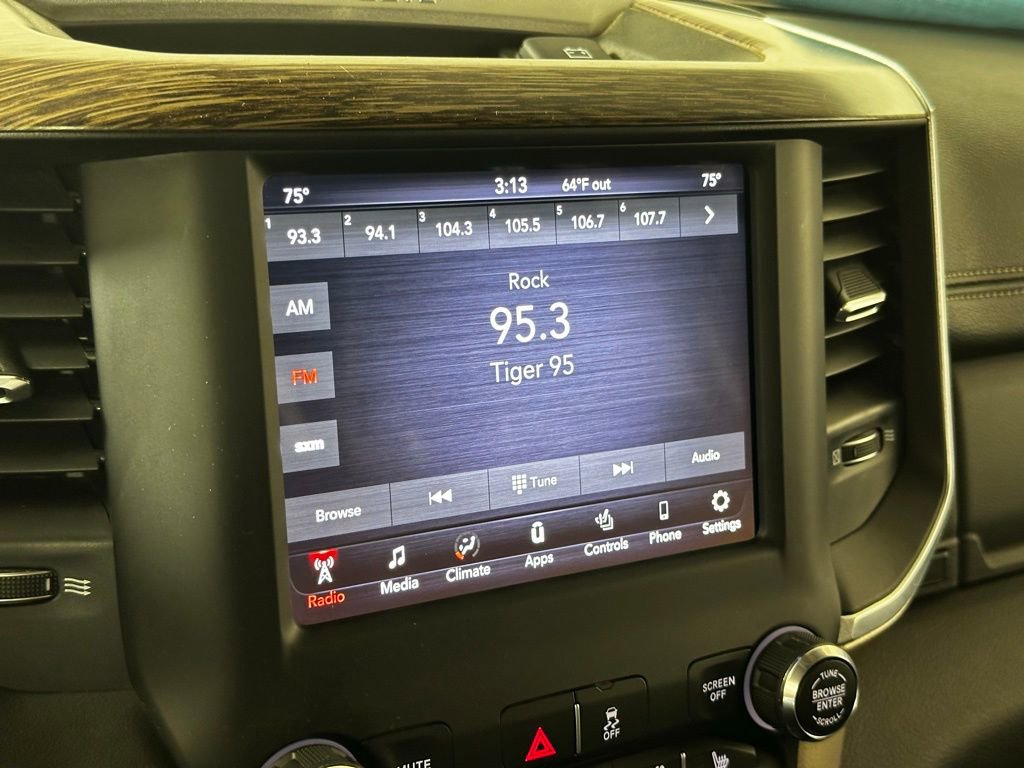 75° 3:13 64°F out 75°
1 93.3 2 94.1 3 104.3 4 105.5 5 106.7 6 107.7
Rock
AM
95.3
FM
Tiger 95
sxm
Browse Tune Audio
Radio Media Climate Apps Controls Phone Settings
SCREEN
OFF
TUNE
BROWSE
ENTER
SCROLL
OFF
MUTE